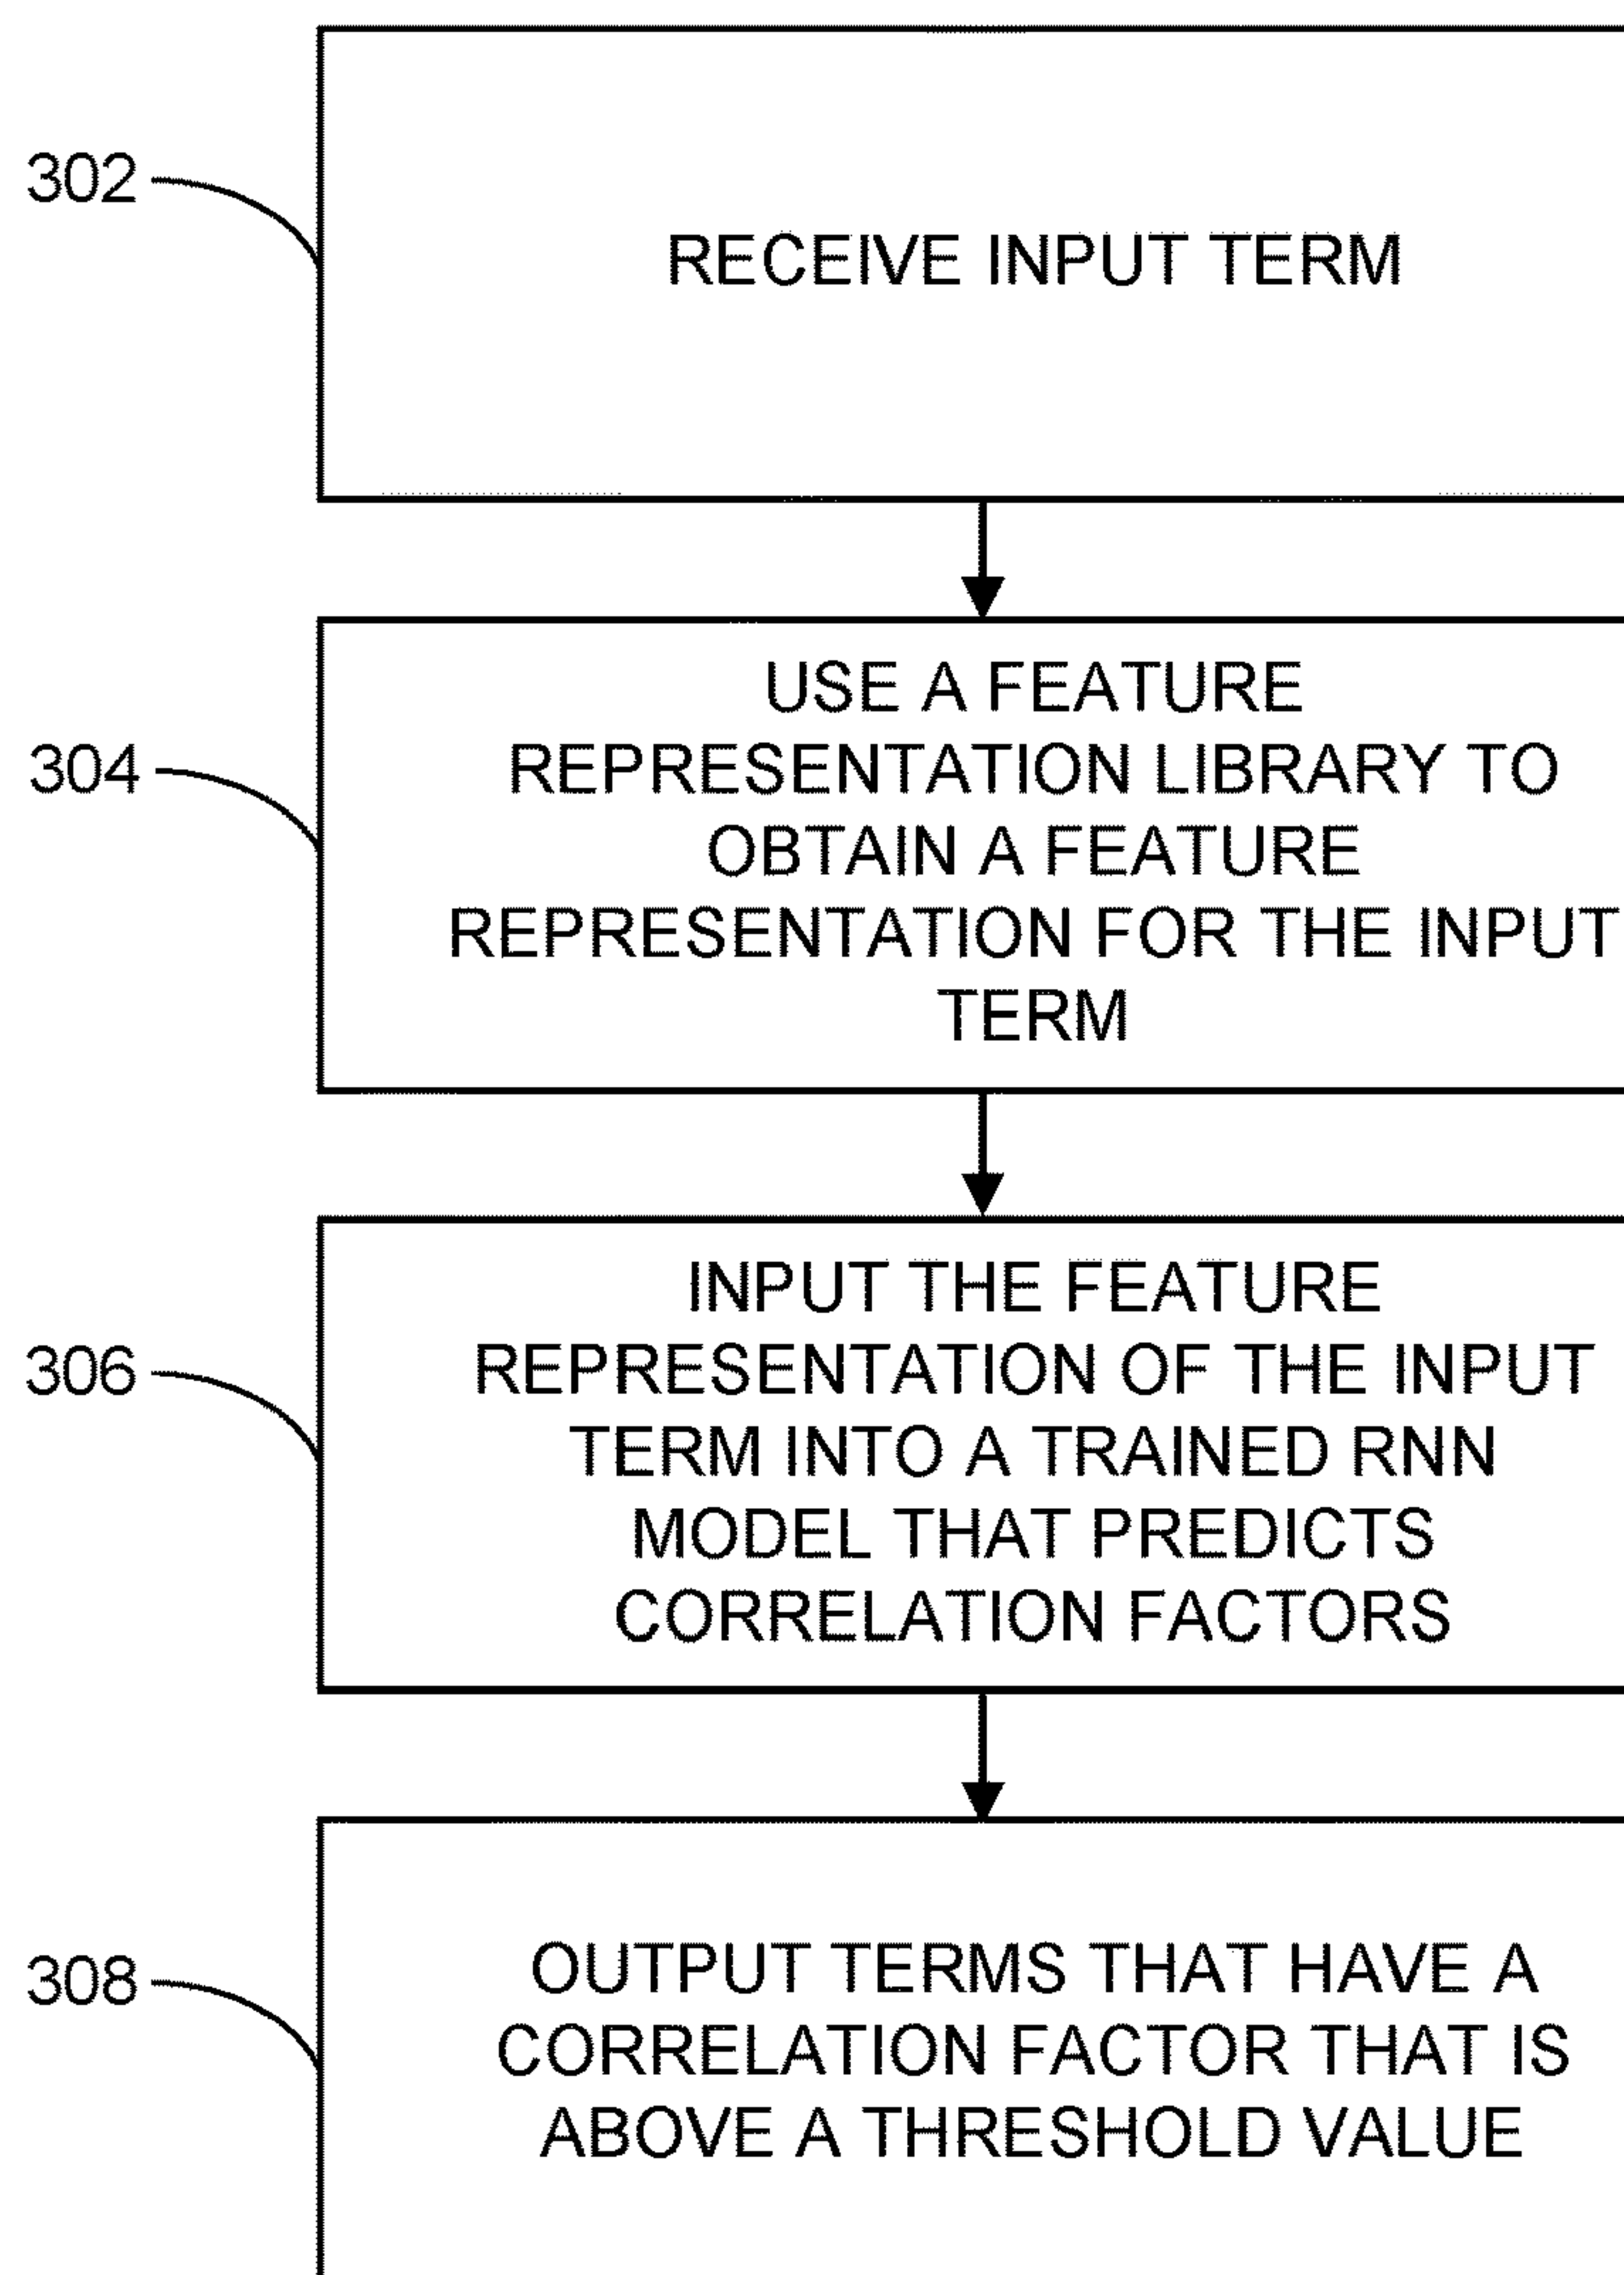 302
RECEIVE INPUT TERM
304
USE A FEATURE
REPRESENTATION LIBRARY TO
OBTAIN A FEATURE
REPRESENTATION FOR THE INPUT
TERM
306
INPUT THE FEATURE
REPRESENTATION OF THE INPUT
TERM INTO A TRAINED RNN
MODEL THAT PREDICTS
CORRELATION FACTORS
308
OUTPUT TERMS THAT HAVE A
CORRELATION FACTOR THAT IS
ABOVE A THRESHOLD VALUE